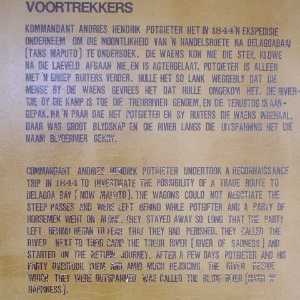 VOORTREKKERS
KOMMANDANT ANDRIES HENDRIK POTGIETER HET IN 1844 'N EKSPEDISIE
ONDERNEEM OM DIE MOONTLIKHEID VAN 'N HANDELSROETE NA DELAGOABAAI
[TANS MAPUTO] TE ONDERSOEK. DIE WAENS KON NIE DIE STEIL KLOWE
NA DIE LAEVELD AFGAAN NIE, EN IS AGTERGELAAT. POTGIETER IS ALLEEN
MET 'N GROEP RUITERS VERDER. HULLE HET SO LANK WEGGEBLY DAT DIE
MENSE BY DIE WAENS GEVREES HET DAT HULLE OMGEKOM HET. DIE RIVIER-
TJIE BY DIE KAMP IS TOE DIE TREURRIVIER GENOEM, EN DIE TERUGTOG IS AAN-
GEPAK. NA 'N PAAR DAE HET POTGIETER EN SY RUITERS DIE WAENS INGEHAAL.
DAAR WAS GROOT BLYDSKAP EN DIE RIVIER LANGS DIE UITSPANNING HET DIE
NAAM BLYDERIVIER GEKRY.
COMMANDANT ANDRIES HENDRIK POTGIETER UNDERTOOK A RECONNAISSANCE
TRIP IN 1844 TO INVESTIGATE THE POSSIBILITY OF A TRADE ROUTE TO
DELAGOA BAY [NOW MAPUTO]. THE WAGONS COULD NOT NEGOTIATE THE
STEEP PASSES AND WERE LEFT BEHIND WHILE POTGIETER AND A PARTY OF
HORSEMEN WENT ON ALONE. THEY STAYED AWAY SO LONG THAT THE PARTY
LEFT BEHIND BEGAN TO FEAR THAT THEY HAD PERISHED. THEY CALLED THE
RIVER NEXT TO THEIR CAMP THE TREUR RIVER [RIVER OF SADNESS] AND
STARTED ON THE RETURN JOURNEY. AFTER A FEW DAYS POTGIETER AND HIS
PARTY OVERTOOK THEM AND AMID MUCH REJOICING, THE RIVER BESIDE
WHICH THEY WERE OUTSPANNED WAS CALLED THE BLYDE RIVER [RIVER OF
HAPPINESS].